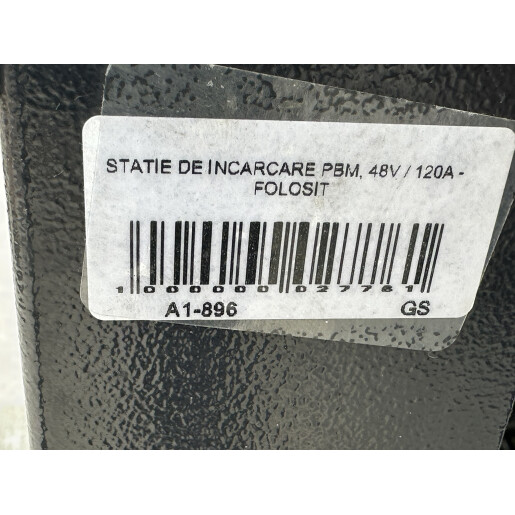 STATIE DE INCARCARE PBM, 48V / 120A -
FOLOSIT
1000000027761
A1-896 GS